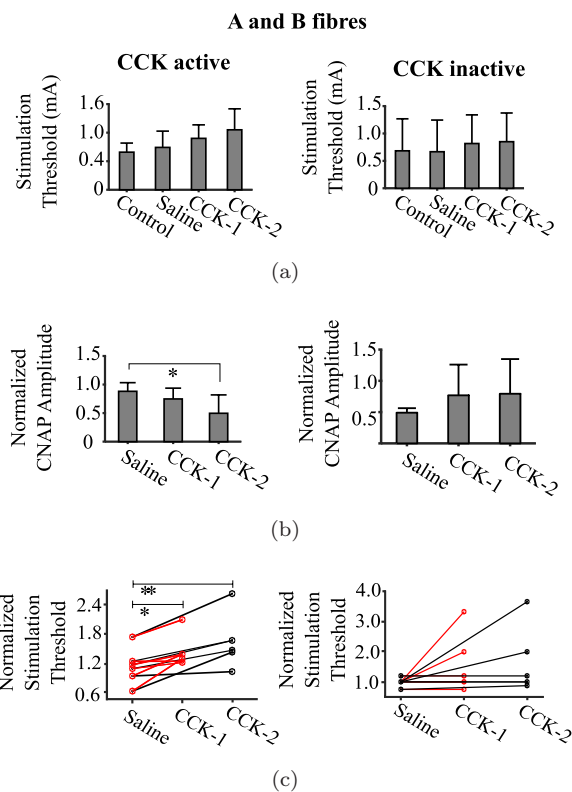 A and B fibres
CCK active
CCK inactive
Stimulation
Threshold (mA)
1.6
1.0
0.4
0
Control
Saline
CCK-1
CCK-2
Stimulation
Threshold (mA)
1.5
1.0
0.5
0
Control
Saline
CCK-1
CCK-2
(a)
Normalized
CNAP Amplitude
1.5
1.0
0.5
0
*
Saline
CCK-1
CCK-2
Normalized
CNAP Amplitude
1.5
1.0
0.5
Saline
CCK-1
CCK-2
(b)
Normalized
Stimulation
Threshold
2.4
1.8
1.2
0.6
**
*
Saline
CCK-1
CCK-2
Normalized
Stimulation
Threshold
4.0
3.0
2.0
1.0
Saline
CCK-1
CCK-2
(c)